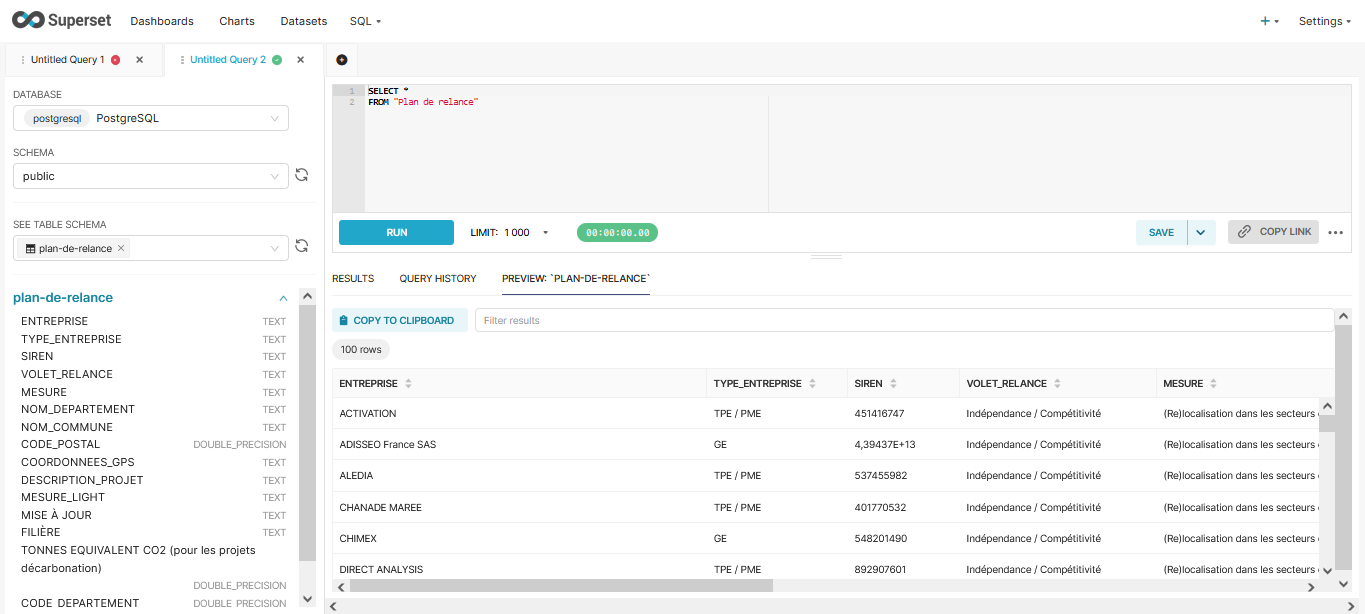 Superset Dashboards Charts Datasets SQL Settings
Untitled Query 1 Untitled Query 2
DATABASE
postgresql PostgreSQL
SCHEMA
public
SEE TABLE SCHEMA
plan-de-relance
plan-de-relance
ENTREPRISE TEXT
TYPE_ENTREPRISE TEXT
SIREN TEXT
VOLET_RELANCE TEXT
MESURE TEXT
NOM_DEPARTEMENT TEXT
NOM_COMMUNE TEXT
CODE_POSTAL DOUBLE_PRECISION
COORDONNEES_GPS TEXT
DESCRIPTION_PROJET TEXT
MESURE_LIGHT TEXT
MISE À JOUR TEXT
FILIÈRE TEXT
TONNES EQUIVALENT CO2 (pour les projets
décarbonation)
DOUBLE_PRECISION
CODE_DEPARTEMENT DOUBLE_PRECISION
1 SELECT *
2 FROM "Plan de relance"
RUN LIMIT: 1 000 00:00:00.00 SAVE COPY LINK
RESULTS QUERY HISTORY PREVIEW: `PLAN-DE-RELANCE`
COPY TO CLIPBOARD Filter results
100 rows
ENTREPRISE TYPE_ENTREPRISE SIREN VOLET_RELANCE MESURE
ACTIVATION TPE / PME 451416747 Indépendance / Compétitivité (Re)localisation dans les secteurs
ADISSEO France SAS GE 4,39437E+13 Indépendance / Compétitivité (Re)localisation dans les secteurs
ALEDIA TPE / PME 537455982 Indépendance / Compétitivité (Re)localisation dans les secteurs
CHANADE MAREE TPE / PME 401770532 Indépendance / Compétitivité (Re)localisation dans les secteurs
CHIMEX GE 548201490 Indépendance / Compétitivité (Re)localisation dans les secteurs
DIRECT ANALYSIS TPE / PME 892907601 Indépendance / Compétitivité (Re)localisation dans les secteurs